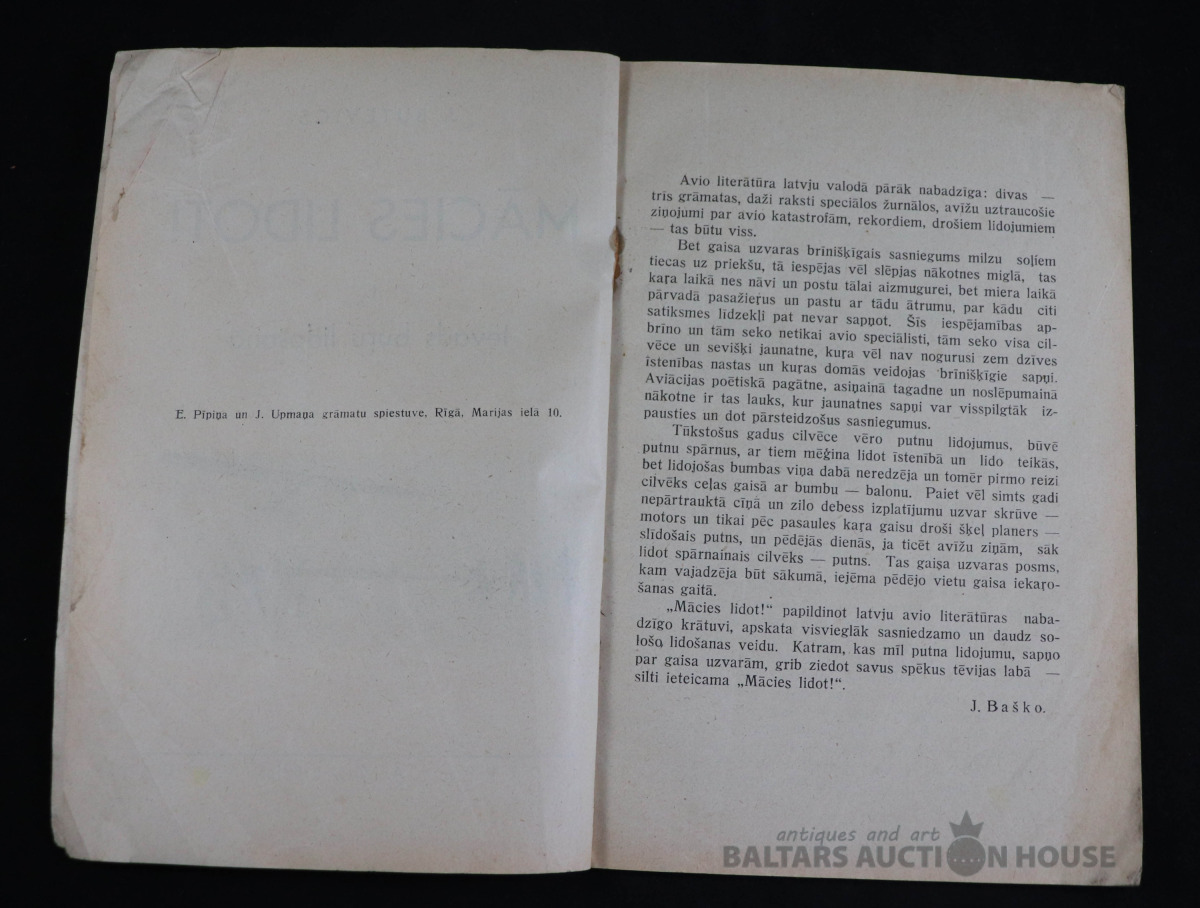 E. Pīpiņa un J. Upmaņa grāmatu spiestuve, Rīgā, Marijas ielā 10.
Avio literātūra latvju valodā pārāk nabadzīga: divas —
trīs grāmatas, daži raksti speciālos žurnālos, avīžu uztraucošie
ziņojumi par avio katastrofām, rekordiem, drošiem lidojumiem
— tas būtu viss.
Bet gaisa uzvaras brīnišķīgais sasniegums milzu soļiem
tiecas uz priekšu, tā iespējas vēl slēpjas nākotnes miglā, tas
kaŗa laikā nes nāvi un postu tālai aizmugurei, bet miera laikā
pārvadā pasažieŗus un pastu ar tādu ātrumu, par kādu citi
satiksmes līdzekļi pat nevar sapņot. Šīs iespējamības ap-
brīno un tām seko netikai avio speciālisti, tām seko visa cil-
vēce un sevišķi jaunatne, kuŗa vēl nav nogurusi zem dzīves
īstenības nastas un kuŗas domās veidojas brīnišķīgie sapņi.
Aviācijas poētiskā pagātne, asiņainā tagadne un noslēpumainā
nākotne ir tas lauks, kur jaunatnes sapņi var visspilgtāk iz-
pausties un dot pārsteidzošus sasniegumus.
Tūkstošus gadus cilvēce vēro putnu lidojumus, būvē
putnu spārnus, ar tiem mēģina lidot īstenībā un lido teikās,
bet lidojošas bumbas viņa dabā neredzēja un tomēr pirmo reizi
cilvēks ceļas gaisā ar bumbu — balonu. Paiet vēl simts gadi
nepārtrauktā cīņā un zilo debess izplatījumu uzvar skrūve —
motors un tikai pēc pasaules kaŗa gaisu droši šķeļ planers —
slīdošais putns, un pēdējās dienās, ja ticēt avīžu ziņām, sāk
lidot spārnainais cilvēks — putns. Tas gaisa uzvaras posms,
kam vajadzēja būt sākumā, ieņēma pēdējo vietu gaisa iekaŗo-
šanas gaitā.
„Mācies lidot!“ papildinot latvju avio literātūras naba-
dzīgo krātuvi, apskata visvieglāk sasniedzamo un daudz so-
lošo lidošanas veidu. Katram, kas mīl putna lidojumu, sapņo
par gaisa uzvarām, grib ziedot savus spēkus tēvijas labā —
silti ieteicama „Mācies lidot!“.
J. Baško.
antiques and art
BALTARS AUCTION HOUSE